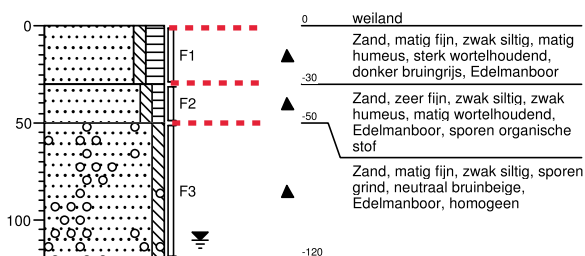 0
weiland
0
F1
Zand, matig fijn, zwak siltig, matig
humeus, sterk wortelhoudend,
donker bruingrijs, Edelmanboor
-30
F2
Zand, zeer fijn, zwak siltig, zwak
humeus, matig wortelhoudend,
Edelmanboor, sporen organische
stof
50
-50
F3
Zand, matig fijn, zwak siltig, sporen
grind, neutraal bruinbeige,
Edelmanboor, homogeen
100
-120